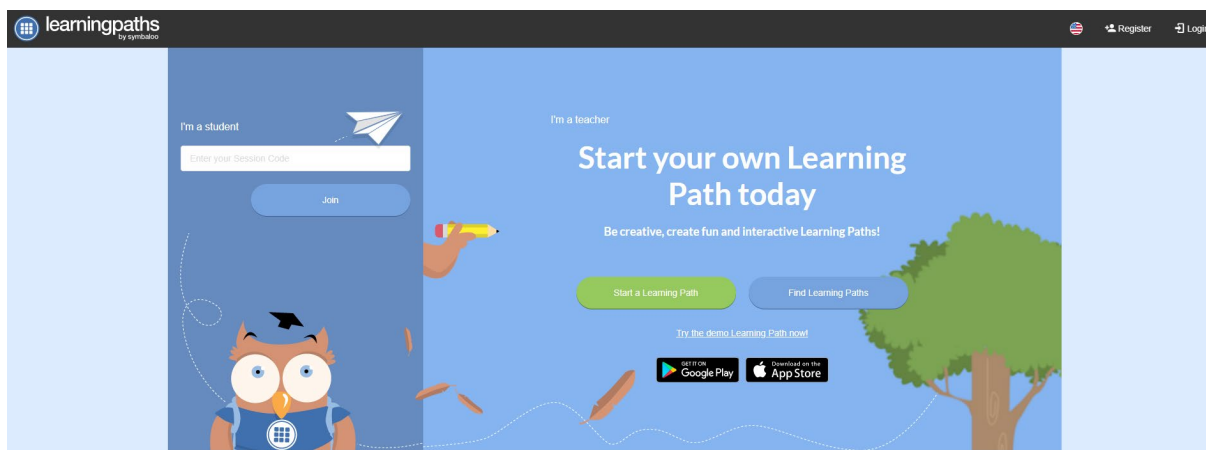 learningpaths
by symbaloo
Register
Login
I'm a student
Enter your Session Code
Join
I'm a teacher
Start your own Learning
Path today
Be creative, create fun and interactive Learning Paths!
Start a Learning Path
Find Learning Paths
Try the demo Learning Path now!
GET IT ON
Google Play
Download on the
App Store